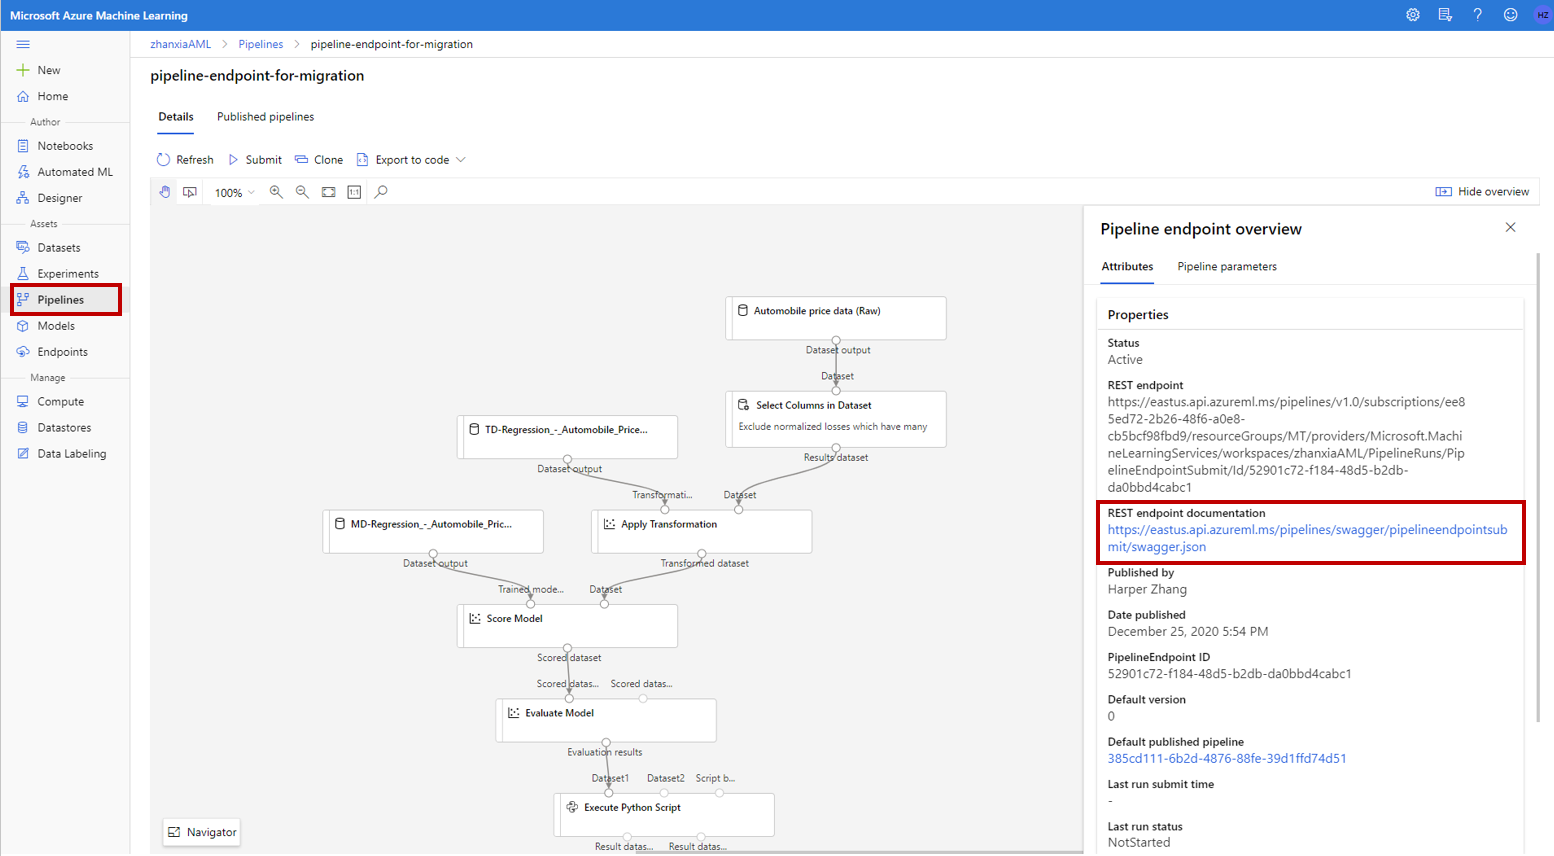 Microsoft Azure Machine Learning
HZ
New
Home
Author
Notebooks
Automated ML
Designer
Assets
Datasets
Experiments
Pipelines
Models
Endpoints
Manage
Compute
Datastores
Data Labeling
zhanxiaAML > Pipelines > pipeline-endpoint-for-migration
pipeline-endpoint-for-migration
Details Published pipelines
Refresh Submit Clone Export to code
100% 1:1 Hide overview
Automobile price data (Raw)
Dataset output
Dataset
Select Columns in Dataset
Exclude normalized losses which have many
Results dataset
TD-Regression_-_Automobile_Price...
Dataset output
Transformati... Dataset
MD-Regression_-_Automobile_Pric...
Dataset output
Apply Transformation
Transformed dataset
Trained mode... Dataset
Score Model
Scored dataset
Scored datas... Scored datas...
Evaluate Model
Evaluation results
Dataset1 Dataset2 Script b...
Execute Python Script
Result datas... Result datas...
Navigator
Pipeline endpoint overview
Attributes Pipeline parameters
Properties
Status
Active
REST endpoint
https://eastus.api.azureml.ms/pipelines/v1.0/subscriptions/ee8
5ed72-2b26-48f6-a0e8-
cb5bcf98fbd9/resourceGroups/MT/providers/Microsoft.Machi
neLearningServices/workspaces/zhanxiaAML/PipelineRuns/Pip
elineEndpointSubmit/Id/52901c72-f184-48d5-b2db-
da0bbd4cabc1
REST endpoint documentation
https://eastus.api.azureml.ms/pipelines/swagger/pipelineendpointsub
mit/swagger.json
Published by
Harper Zhang
Date published
December 25, 2020 5:54 PM
PipelineEndpoint ID
52901c72-f184-48d5-b2db-da0bbd4cabc1
Default version
0
Default published pipeline
385cd111-6b2d-4876-88fe-39d1ffd74d51
Last run submit time
-
Last run status
NotStarted